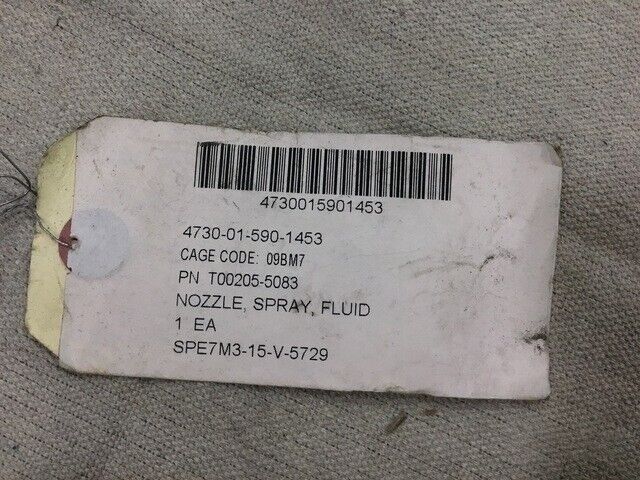 4730015901453
4730-01-590-1453
CAGE CODE: 09BM7
PN T00205-5083
NOZZLE, SPRAY, FLUID
1 EA
SPE7M3-15-V-5729